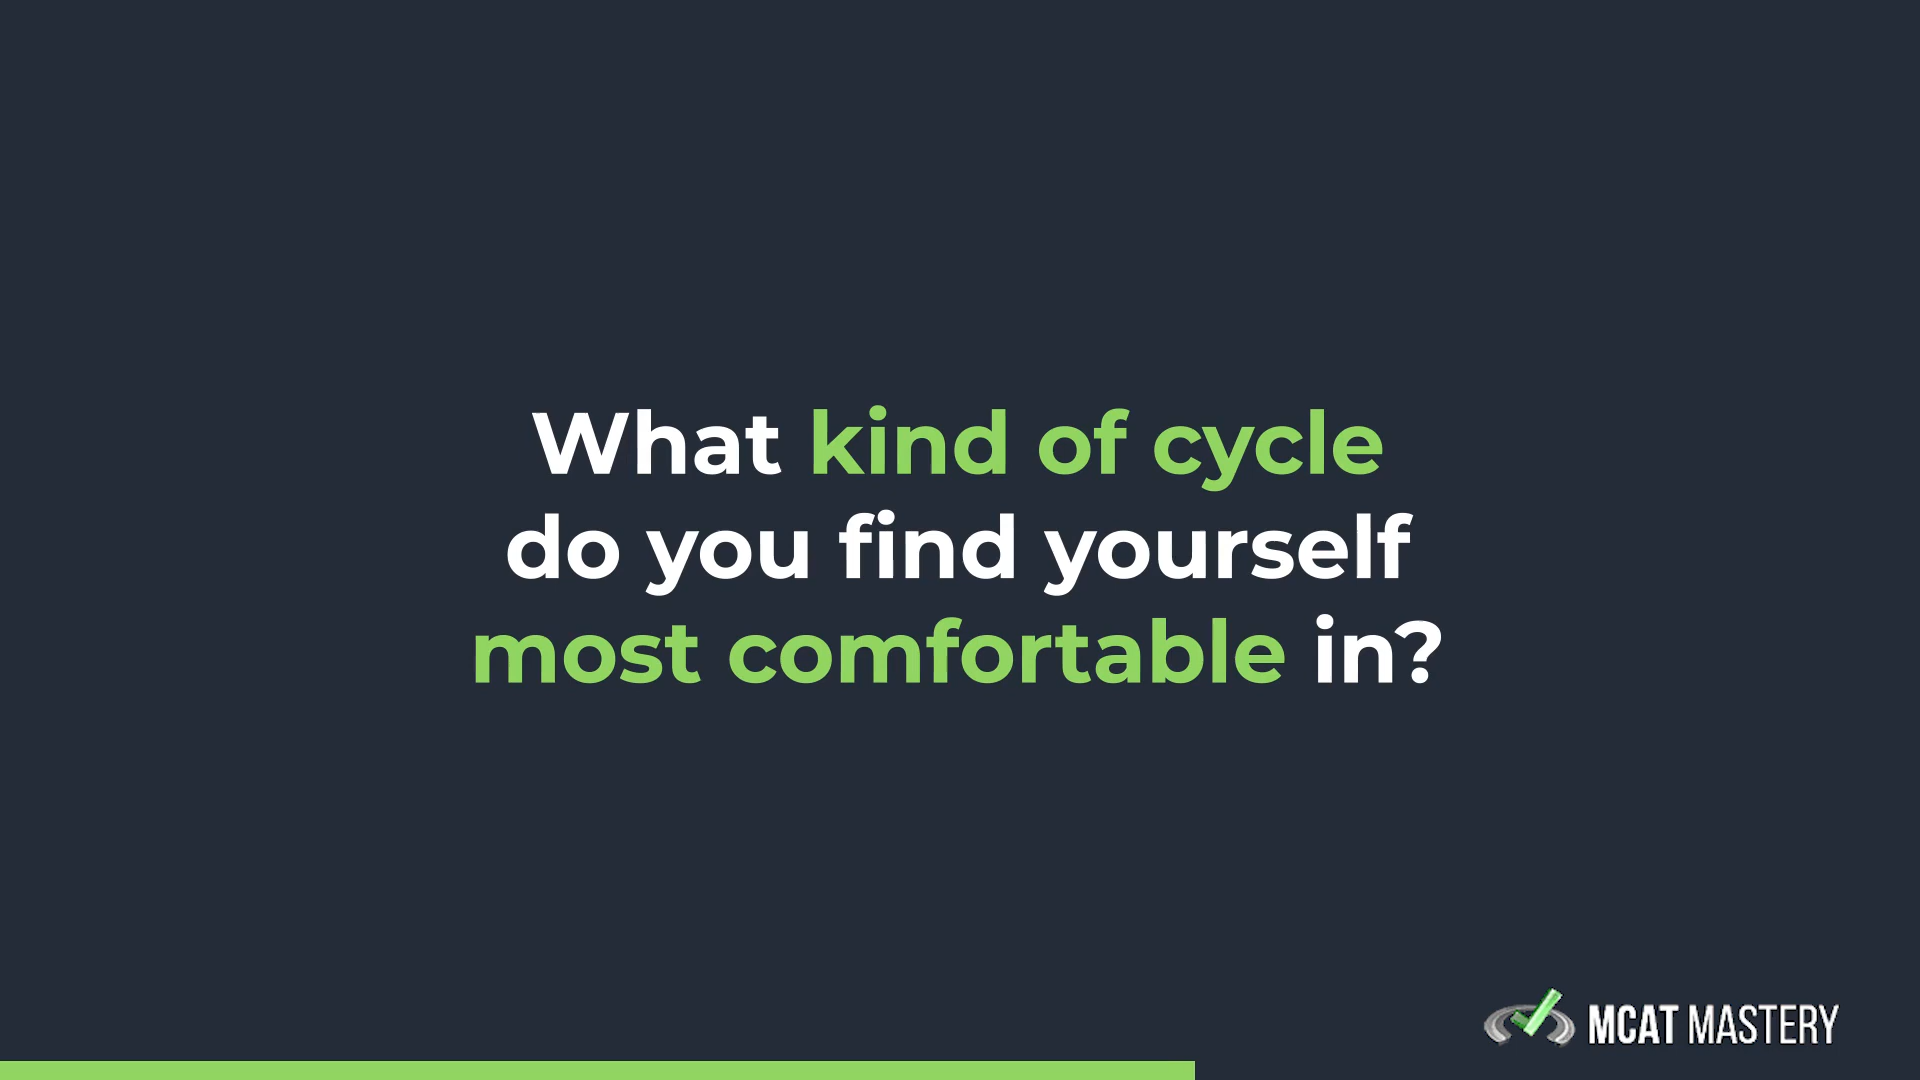 What kind of cycle
do you find yourself
most comfortable in?
MCAT MASTERY